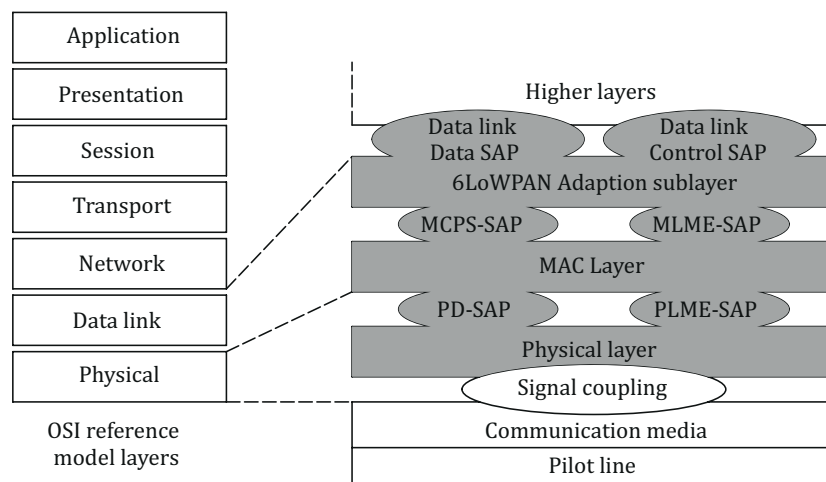 Application
Presentation
Session
Transport
Network
Data link
Physical
OSI reference
model layers
Higher layers
Data link
Data SAP
Data link
Control SAP
6LoWPAN Adaption sublayer
MCPS-SAP
MLME-SAP
MAC Layer
PD-SAP
PLME-SAP
Physical layer
Signal coupling
Communication media
Pilot line